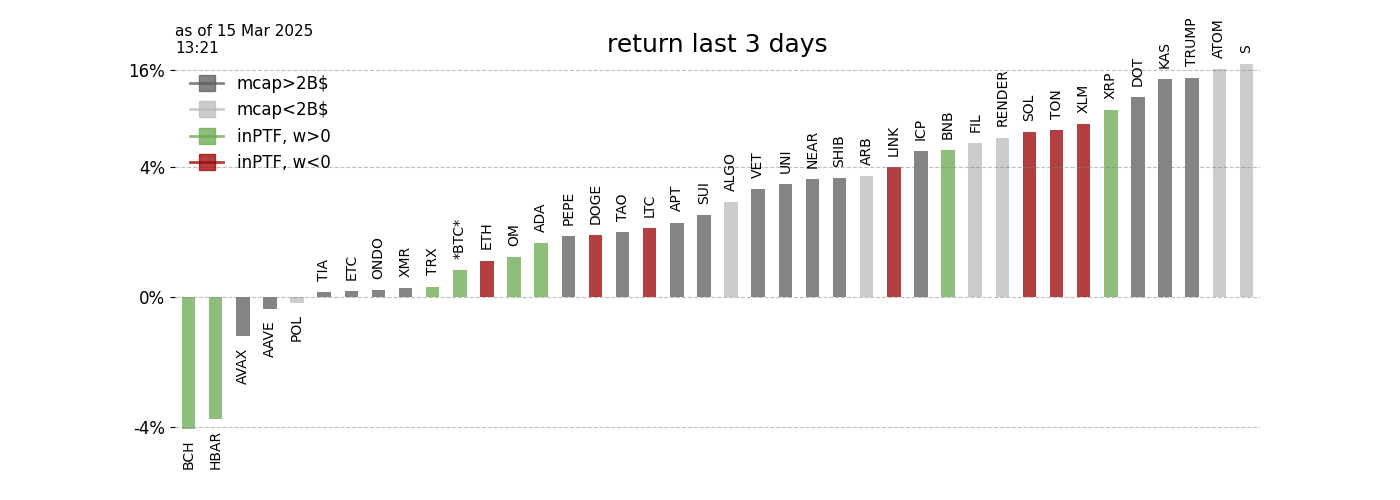 as of 15 Mar 2025
13:21
return last 3 days
16%
4%
0%
-4%
mcap>2B$
mcap<2B$
inPTF, w>0
inPTF, w<0
BCH
HBAR
AVAX
AAVE
POL
TIA
ETC
ONDO
XMR
TRX
*BTC*
ETH
OM
ADA
PEPE
DOGE
TAO
LTC
APT
SUI
ALGO
VET
UNI
NEAR
SHIB
ARB
LINK
ICP
BNB
FIL
RENDER
SOL
TON
XLM
XRP
DOT
KAS
TRUMP
ATOM
S